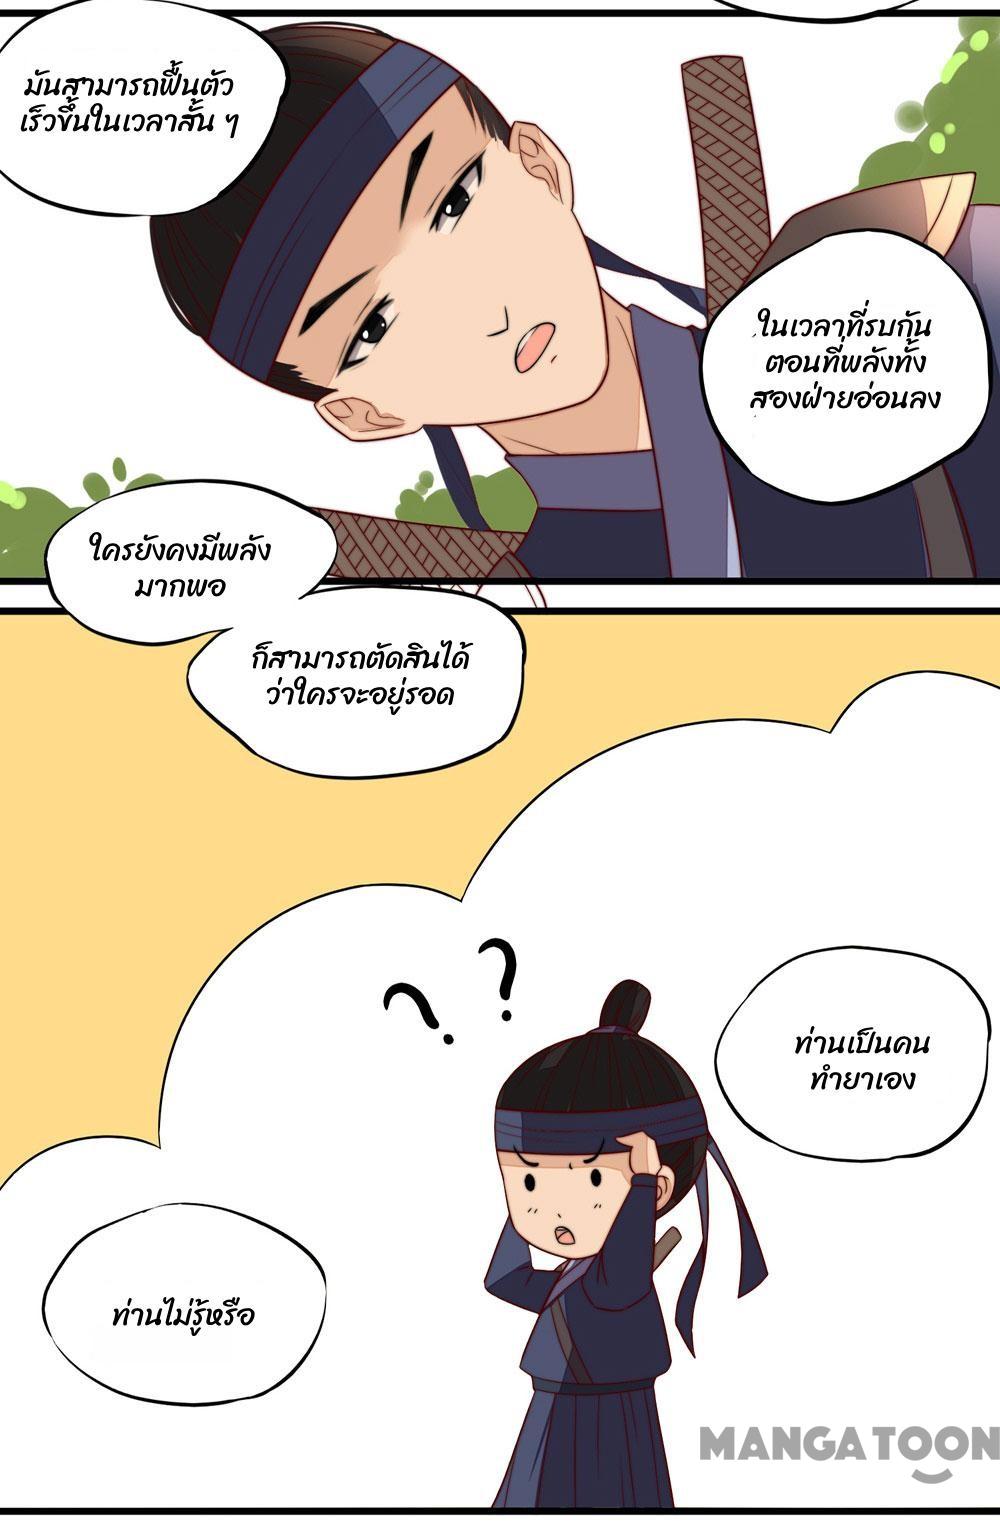 มันสามารถฟื้นตัว
เร็วขึ้นในเวลาสั้น ๆ
ในเวลาที่รบกัน
ตอนที่พลังทั้ง
สองฝ่ายอ่อนลง
ใครยังคงมีพลัง
มากพอ
ก็สามารถตัดสินได้
ว่าใครจะอยู่รอด
? ?
ท่านเป็นคน
ทำยาเอง
ท่านไม่รู้หรือ
MANGATOON